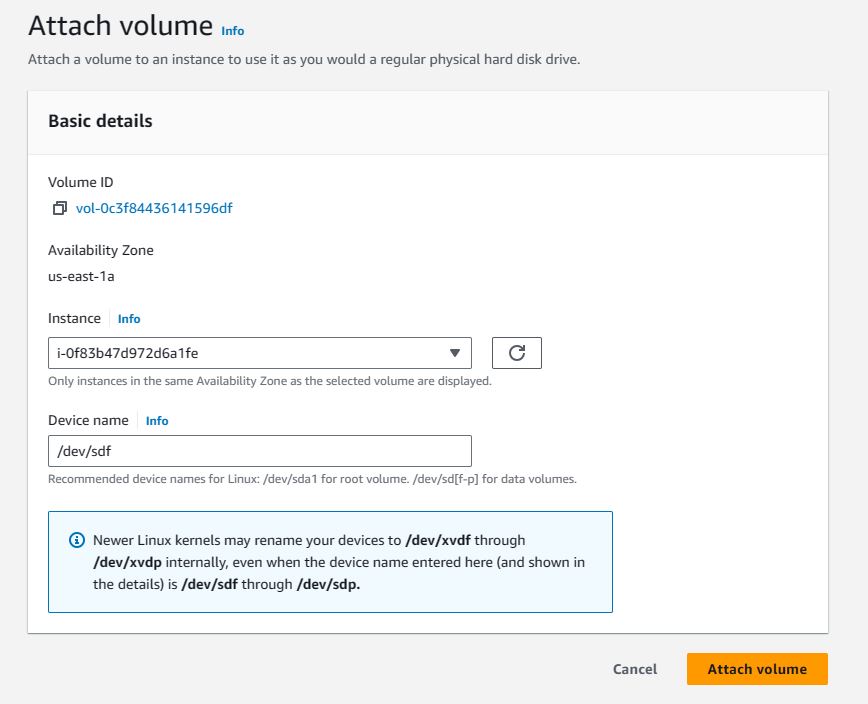 Attach volume Info
Attach a volume to an instance to use it as you would a regular physical hard disk drive.
Basic details
Volume ID
vol-0c3f84436141596df
Availability Zone
us-east-1a
Instance Info
i-0f83b47d972d6a1fe
Only instances in the same Availability Zone as the selected volume are displayed.
Device name Info
/dev/sdf
Recommended device names for Linux: /dev/sda1 for root volume. /dev/sd[f-p] for data volumes.
Newer Linux kernels may rename your devices to /dev/xvdf through
/dev/xvdp internally, even when the device name entered here (and shown in
the details) is /dev/sdf through /dev/sdp.
Cancel Attach volume